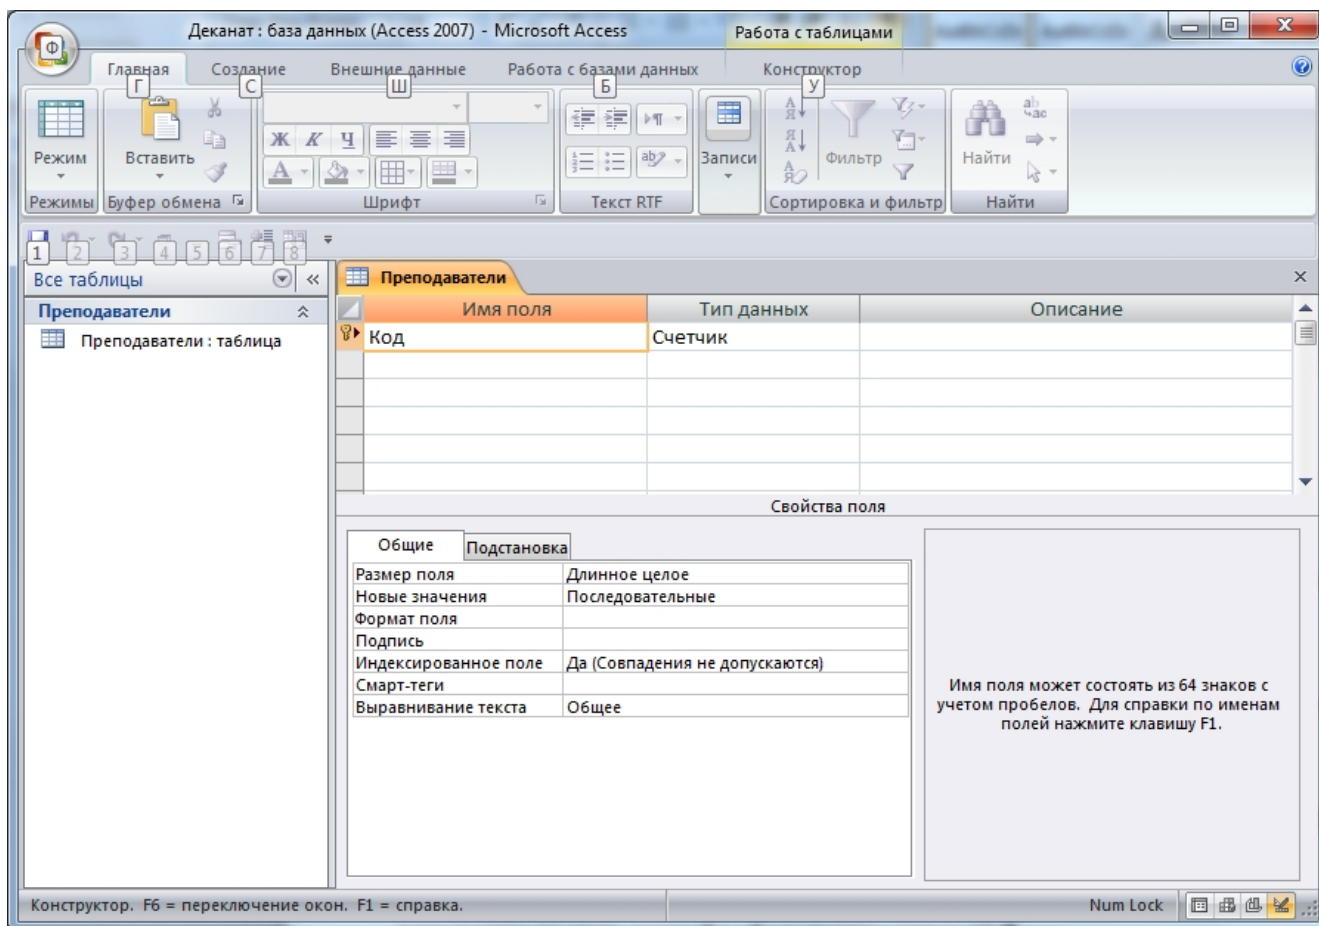 Деканат : база данных (Access 2007) - Microsoft Access
Работа с таблицами
Ф
Главная Создание Внешние данные Работа с базами данных Конструктор
Г С Ш Б У
Режим
Вставить
Ж К Ч
A
ab
Записи
А Я
Я А
А Я
Фильтр
Найти
ab ac
Режимы Буфер обмена Шрифт Текст RTF Сортировка и фильтр Найти
1 2 3 4 5 6 7 8
Все таблицы «
Преподаватели
Преподаватели : таблица
Преподаватели
Имя поля Тип данных Описание
Код Счетчик
Свойства поля
Общие Подстановка
Размер поля Длинное целое
Новые значения Последовательные
Формат поля
Подпись
Индексированное поле Да (Совпадения не допускаются)
Смарт-теги
Выравнивание текста Общее
Имя поля может состоять из 64 знаков с
учетом пробелов. Для справки по именам
полей нажмите клавишу F1.
Конструктор. F6 = переключение окон. F1 = справка.
Num Lock